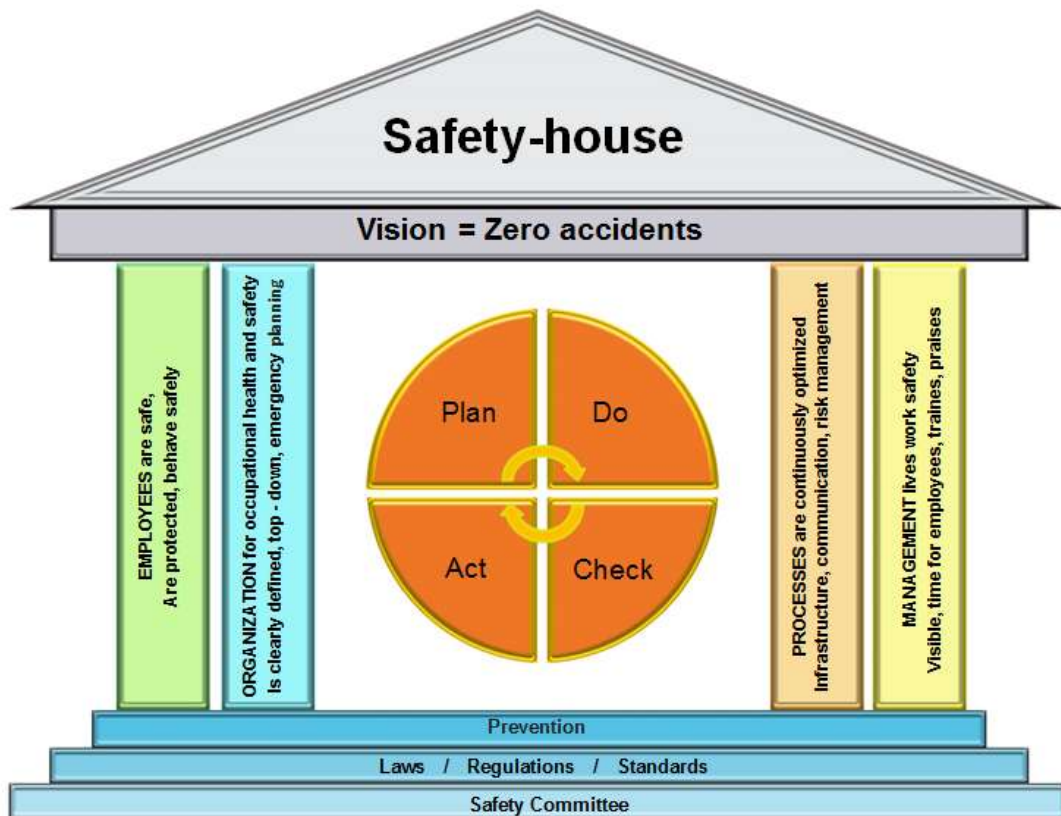 Safety-house
Vision = Zero accidents
EMPLOYEES are safe,
Are protected, behave safely
ORGANIZATION for occupational health and safety
Is clearly defined, top - down, emergency planning
Plan
Do
Act
Check
PROCESSES are continuously optimized
Infrastructure, communication, risk management
MANAGEMENT lives work safety
Visible, time for employees, traines, praises
Prevention
Laws / Regulations / Standards
Safety Committee